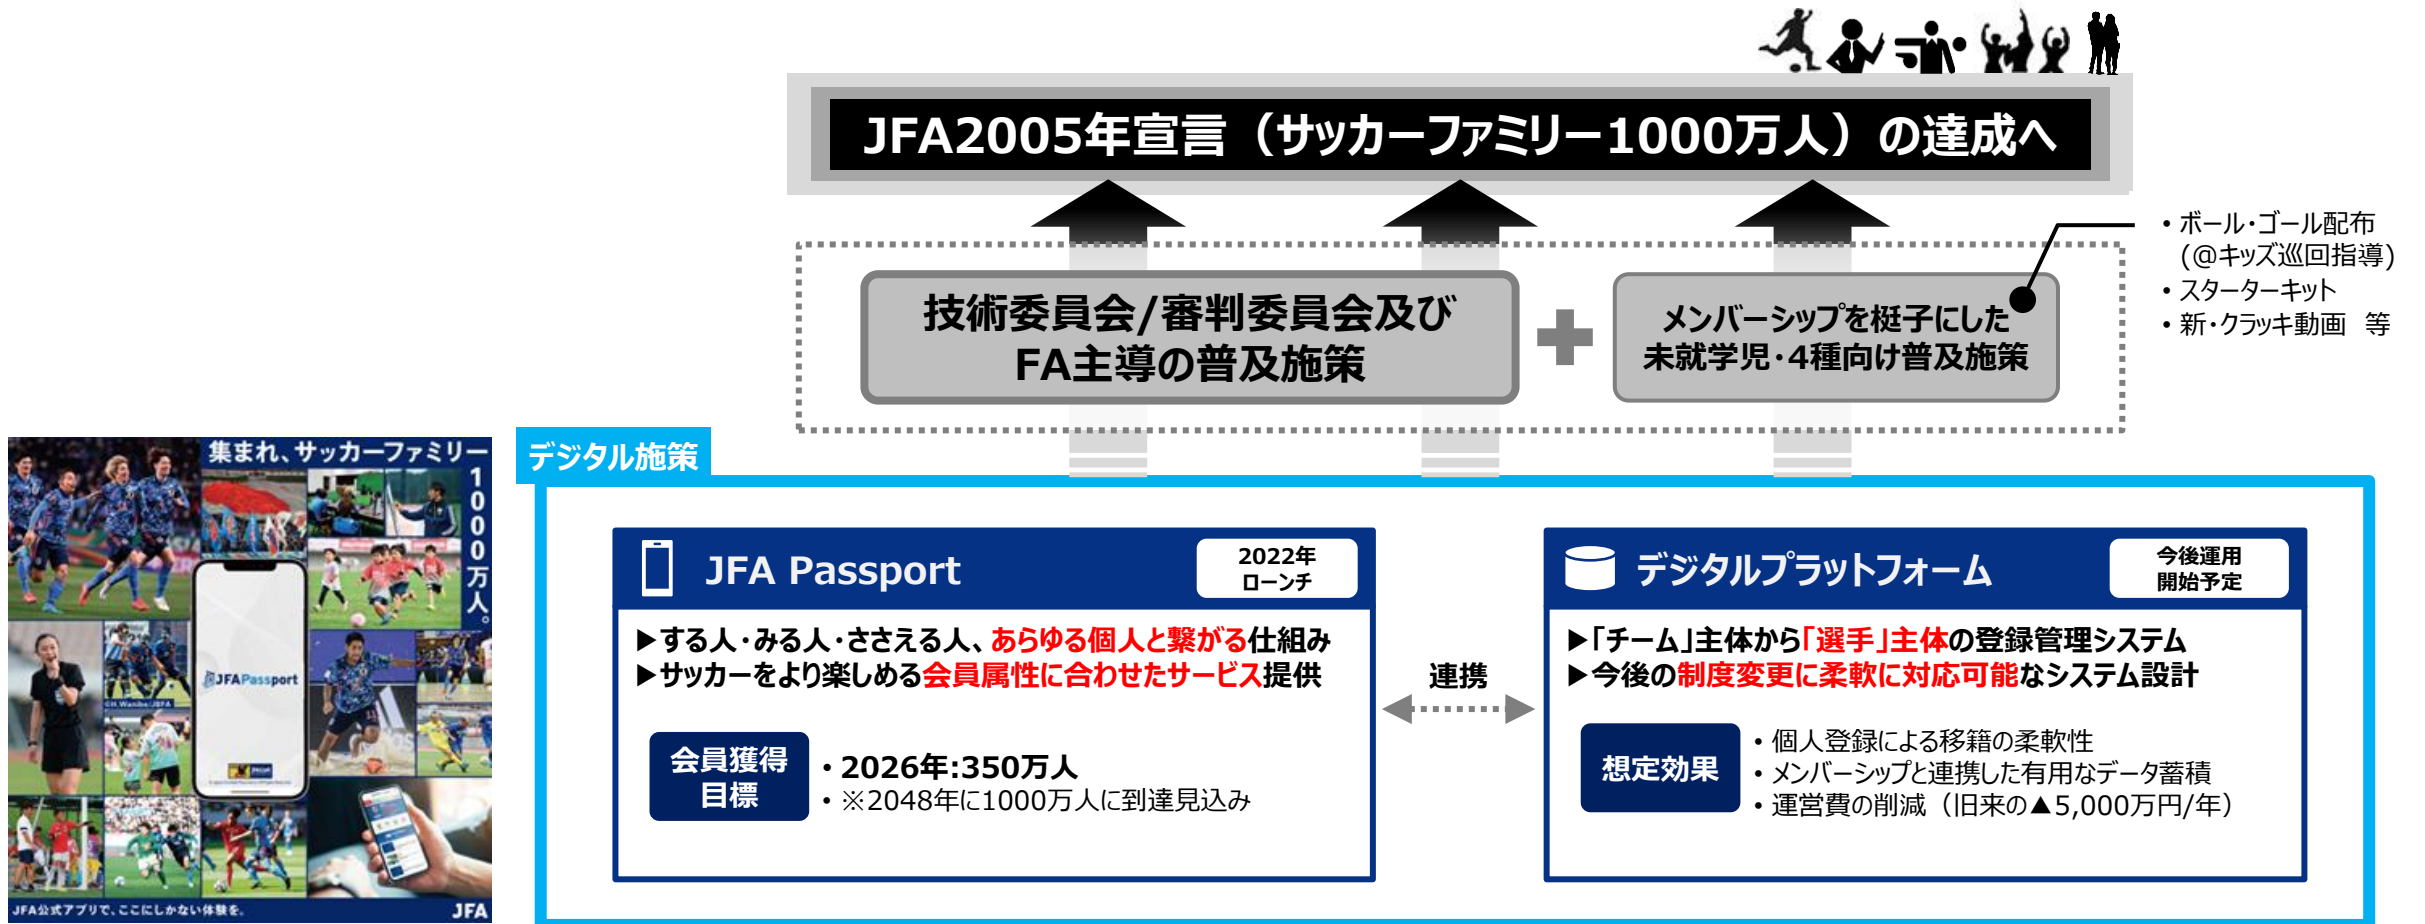 JFA2005年宣言（サッカーファミリー1000万人）の達成へ
・ボール・ゴール配布
(@キッズ巡回指導)
・スターターキット
・新・クラッキ動画 等
技術委員会/審判委員会及び
FA主導の普及施策
メンバーシップを梃子にした
未就学児・4種向け普及施策
集まれ、サッカーファミリー
1000万人。
JFAPassport
JFA公式アプリで、ここにしかない体験を。
JFA
デジタル施策
JFA Passport
2022年
ローンチ
▶する人・みる人・ささえる人、あらゆる個人と繋がる仕組み
▶サッカーをより楽しめる会員属性に合わせたサービス提供
会員獲得
目標
・2026年:350万人
・※2048年に1000万人に到達見込み
連携
デジタルプラットフォーム
今後運用
開始予定
▶「チーム」主体から「選手」主体の登録管理システム
▶今後の制度変更に柔軟に対応可能なシステム設計
想定効果
・個人登録による移籍の柔軟性
・メンバーシップと連携した有用なデータ蓄積
・運営費の削減（旧来の▲5,000万円/年）